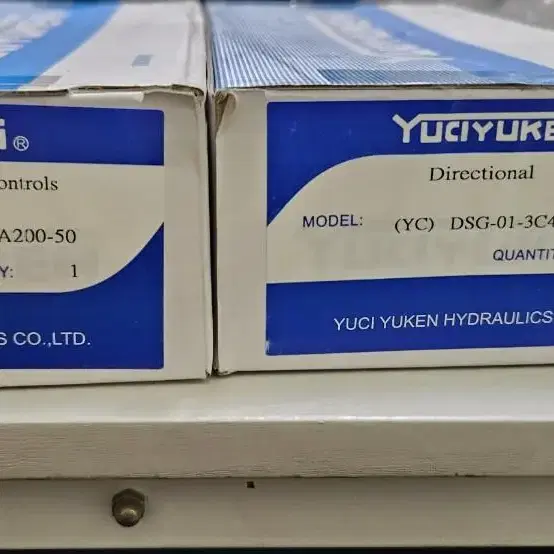 ®
ontrols
A200-50
Y: 1
S CO.,LTD.
YUCIYUKE
Directional
MODEL: (YC) DSG-01-3C4
QUANTIT
YUCI YUKEN HYDRAULICS